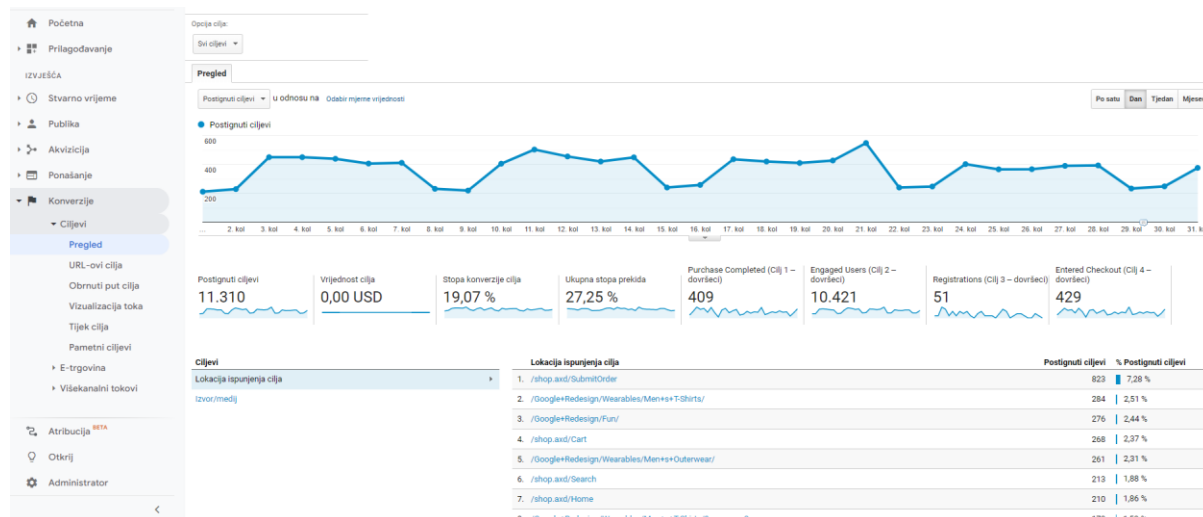 Početna
Prilagođavanje
IZVJEŠĆA
Stvarno vrijeme
Publika
Akvizicija
Ponašanje
Konverzije
Ciljevi
Pregled
URL-ovi cilja
Obrnuti put cilja
Vizualizacija toka
Tijek cilja
Pametni ciljevi
E-trgovina
Višekanalni tokovi
Atribucija BETA
Otkrij
Administrator
Opcija cilja:
Svi ciljevi
Pregled
Postignuti ciljevi u odnosu na Odabir mjerne vrijednosti
Po satu Dan Tjedan Mjesec
Postignuti ciljevi
600
400
200
... 2. kol 3. kol 4. kol 5. kol 6. kol 7. kol 8. kol 9. kol 10. kol 11. kol 12. kol 13. kol 14. kol 15. kol 16. kol 17. kol 18. kol 19. kol 20. kol 21. kol 22. kol 23. kol 24. kol 25. kol 26. kol 27. kol 28. kol 29. kol 30. kol 31. k
Postignuti ciljevi
11.310
Vrijednost cilja
0,00 USD
Stopa konverzije cilja
19,07 %
Ukupna stopa prekida
27,25 %
Purchase Completed (Cilj 1 –
dovršeci)
409
Engaged Users (Cilj 2 –
dovršeci)
10.421
Registrations (Cilj 3 – dovršeci)
51
Entered Checkout (Cilj 4 –
dovršeci)
429
Ciljevi
Lokacija ispunjenja cilja
Izvor/medij
Lokacija ispunjenja cilja Postignuti ciljevi % Postignuti ciljevi
1. /shop.axd/SubmitOrder 823 7,28 %
2. /Google+Redesign/Wearables/Men+s+T-Shirts/ 284 2,51 %
3. /Google+Redesign/Fun/ 276 2,44 %
4. /shop.axd/Cart 268 2,37 %
5. /Google+Redesign/Wearables/Men+s+Outerwear/ 261 2,31 %
6. /shop.axd/Search 213 1,88 %
7. /shop.axd/Home 210 1,86 %